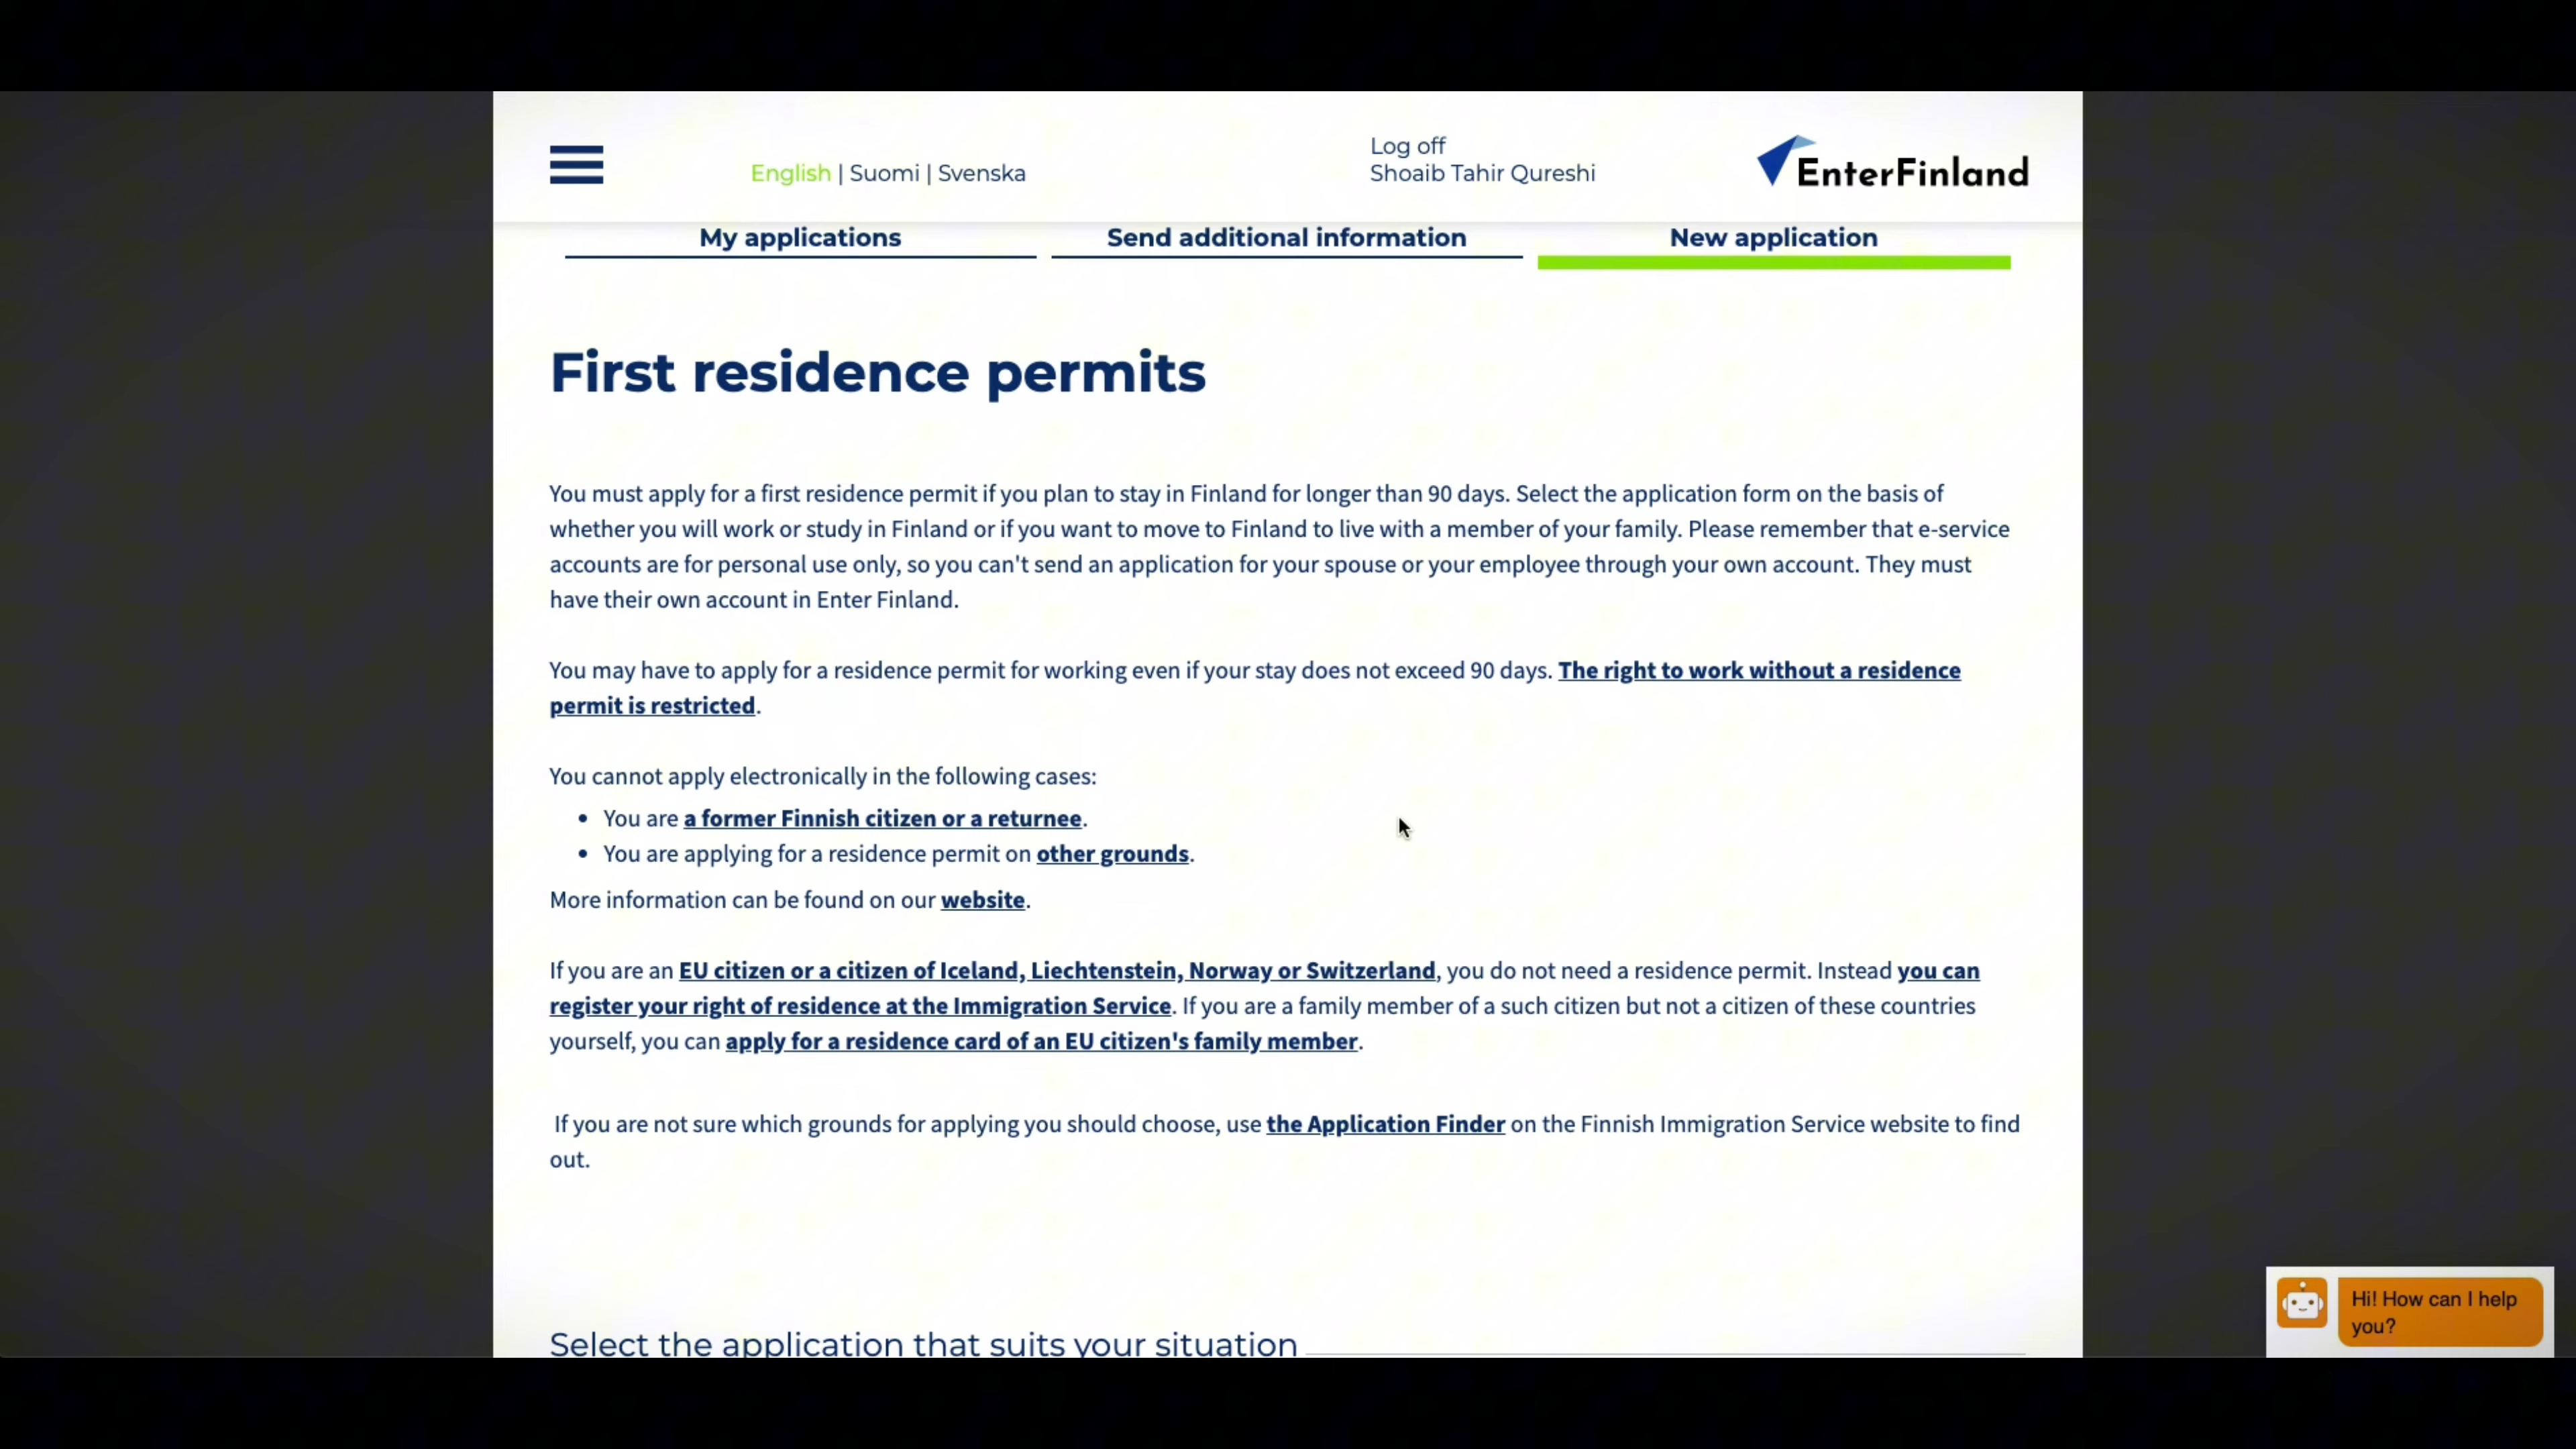 English | Suomi | Svenska
Log off
Shoaib Tahir Qureshi
EnterFinland
My applications
Send additional information
New application
First residence permits
You must apply for a first residence permit if you plan to stay in Finland for longer than 90 days. Select the application form on the basis of
whether you will work or study in Finland or if you want to move to Finland to live with a member of your family. Please remember that e-service
accounts are for personal use only, so you can't send an application for your spouse or your employee through your own account. They must
have their own account in Enter Finland.
You may have to apply for a residence permit for working even if your stay does not exceed 90 days. The right to work without a residence
permit is restricted.
You cannot apply electronically in the following cases:
• You are a former Finnish citizen or a returnee.
• You are applying for a residence permit on other grounds.
More information can be found on our website.
If you are an EU citizen or a citizen of Iceland, Liechtenstein, Norway or Switzerland, you do not need a residence permit. Instead you can
register your right of residence at the Immigration Service. If you are a family member of a such citizen but not a citizen of these countries
yourself, you can apply for a residence card of an EU citizen's family member.
If you are not sure which grounds for applying you should choose, use the Application Finder on the Finnish Immigration Service website to find
out.
Select the application that suits your situation
Hi! How can I help
you?